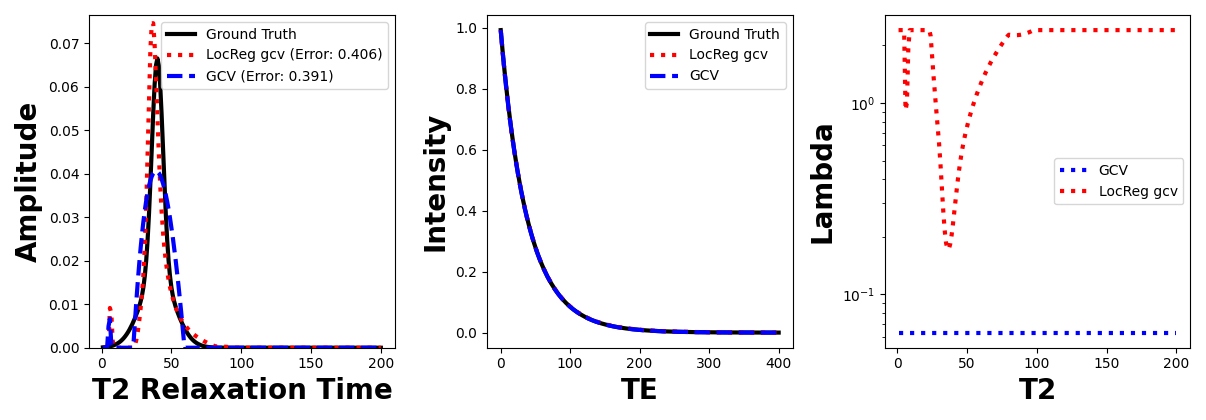 Amplitude
0.00
0.01
0.02
0.03
0.04
0.05
0.06
0.07
Ground Truth
LocReg gcv (Error: 0.406)
GCV (Error: 0.391)
0 50 100 150 200
T2 Relaxation Time
Intensity
0.0
0.2
0.4
0.6
0.8
1.0
Ground Truth
LocReg gcv
GCV
0 100 200 300 400
TE
Lambda
10⁰
10⁻¹
GCV
LocReg gcv
0 50 100 150 200
T2